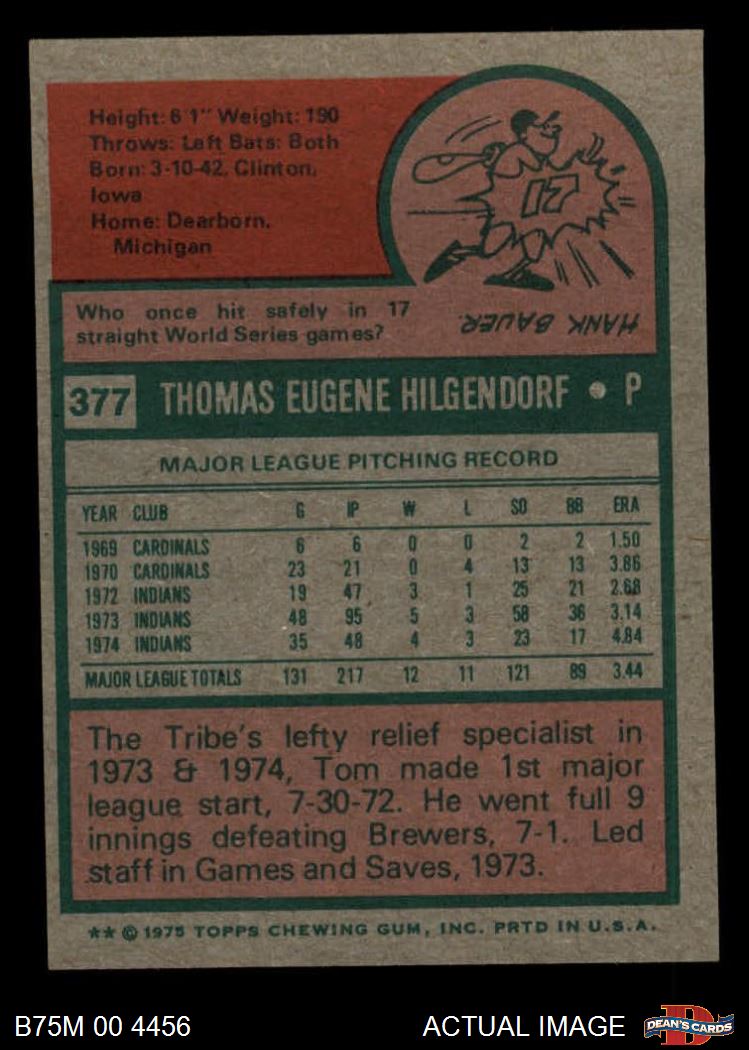 Height: 6 1" Weight: 190
Throws: Left Bats: Both
Born: 3-10-42, Clinton,
Iowa
Home: Dearborn,
Michigan
17
Who once hit safely in 17
straight World Series games?
HANK BAUER.
377 THOMAS EUGENE HILGENDORF • P
MAJOR LEAGUE PITCHING RECORD
YEAR CLUB G IP W L SO BB ERA
1969 CARDINALS 6 6 0 0 2 2 1.50
1970 CARDINALS 23 21 0 4 13 13 3.86
1972 INDIANS 19 47 3 1 25 21 2.68
1973 INDIANS 48 95 5 3 58 36 3.14
1974 INDIANS 35 48 4 3 23 17 4.84
MAJOR LEAGUE TOTALS 131 217 12 11 121 89 3.44
The Tribe's lefty relief specialist in
1973 & 1974, Tom made 1st major
league start, 7-30-72. He went full 9
innings defeating Brewers, 7-1. Led
staff in Games and Saves, 1973.
** © 1975 TOPPS CHEWING GUM, INC. PRTD IN U.S.A.
B75M 00 4456 ACTUAL IMAGE
D
DEAN'S CARDS